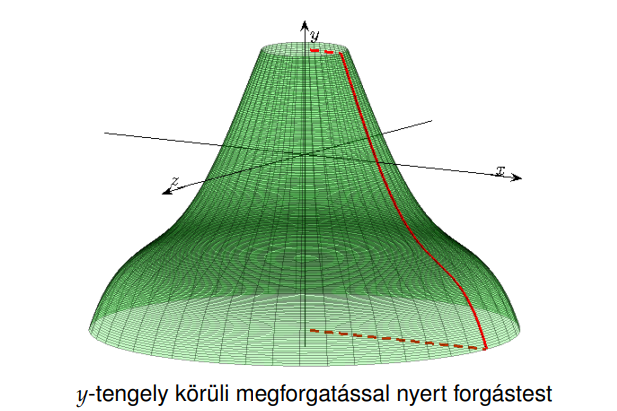 y
x
z
y-tengely körüli megforgatással nyert forgástest